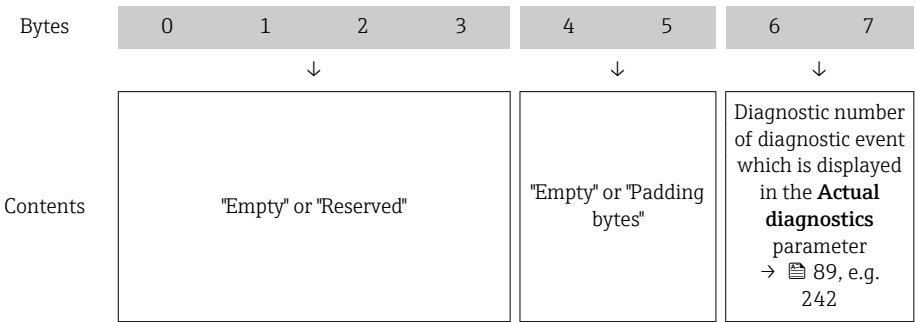 Bytes 0 1 2 3 4 5 6 7
↓ ↓ ↓
Contents
"Empty" or "Reserved"
"Empty" or "Padding
bytes"
Diagnostic number
of diagnostic event
which is displayed
in the Actual
diagnostics
parameter
→ 89, e.g.
242